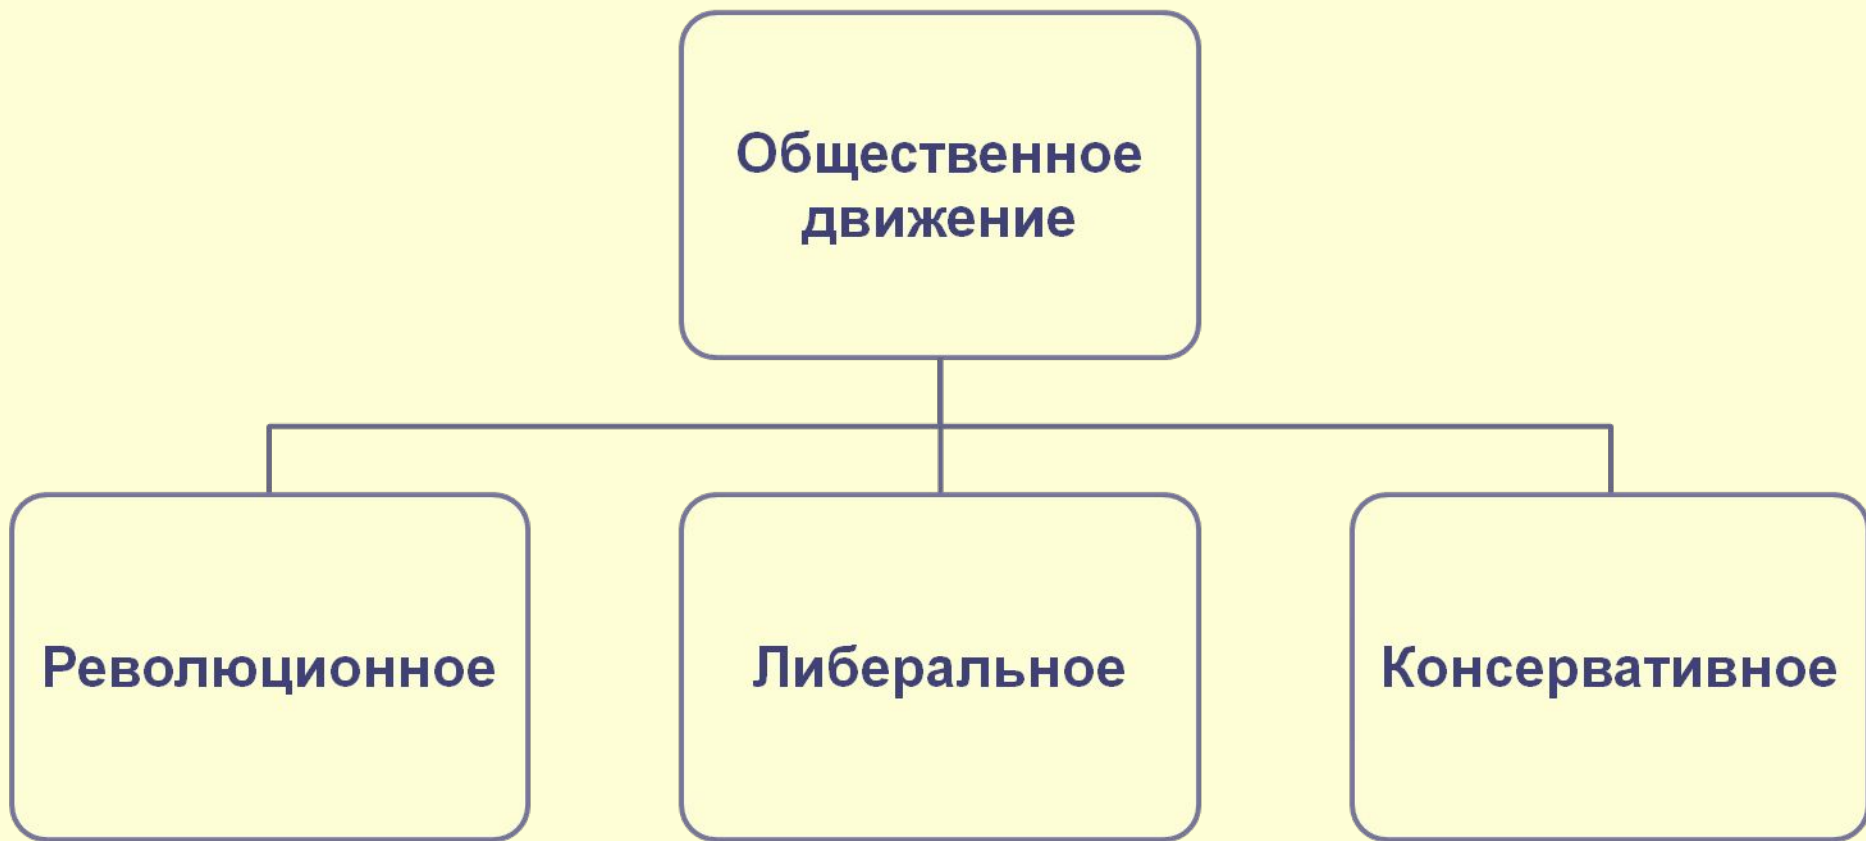 Общественное
движение
Революционное
Либеральное
Консервативное